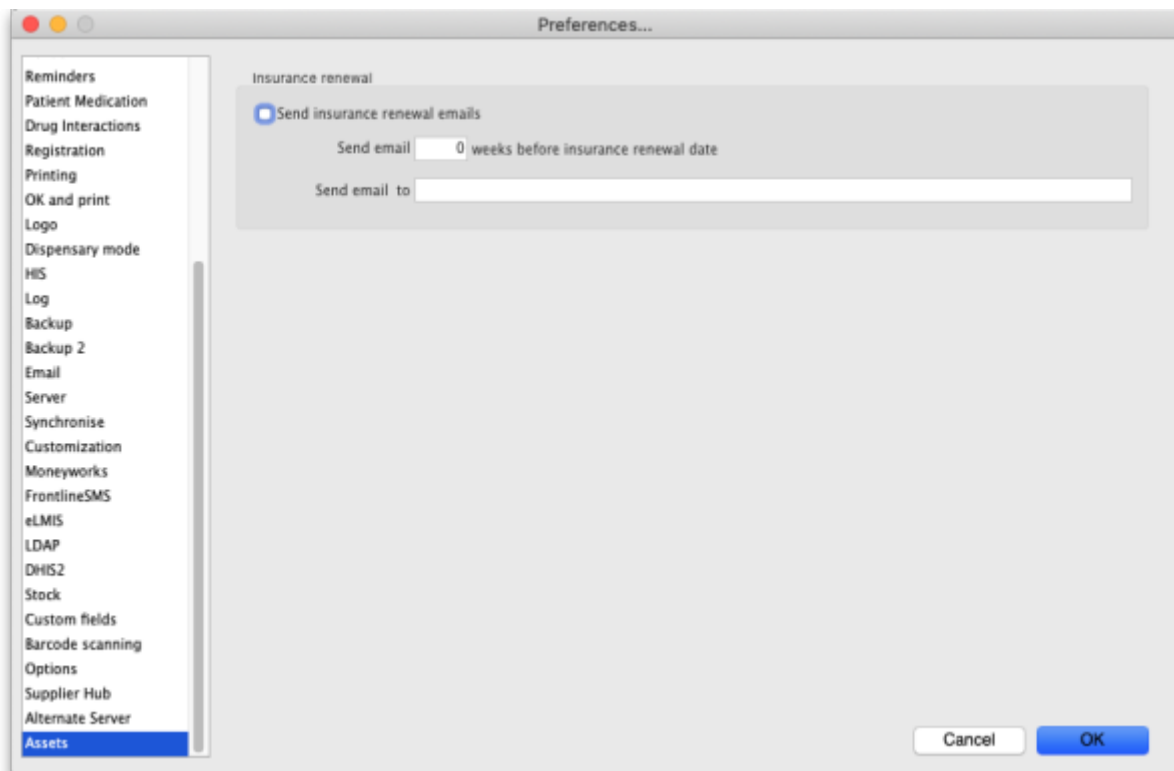 Preferences...
Reminders
Patient Medication
Drug Interactions
Registration
Printing
OK and print
Logo
Dispensary mode
HIS
Log
Backup
Backup 2
Email
Server
Synchronise
Customization
Moneyworks
FrontlineSMS
eLMIS
LDAP
DHIS2
Stock
Custom fields
Barcode scanning
Options
Supplier Hub
Alternate Server
Assets
Insurance renewal
Send insurance renewal emails
Send email 0 weeks before insurance renewal date
Send email to
Cancel OK